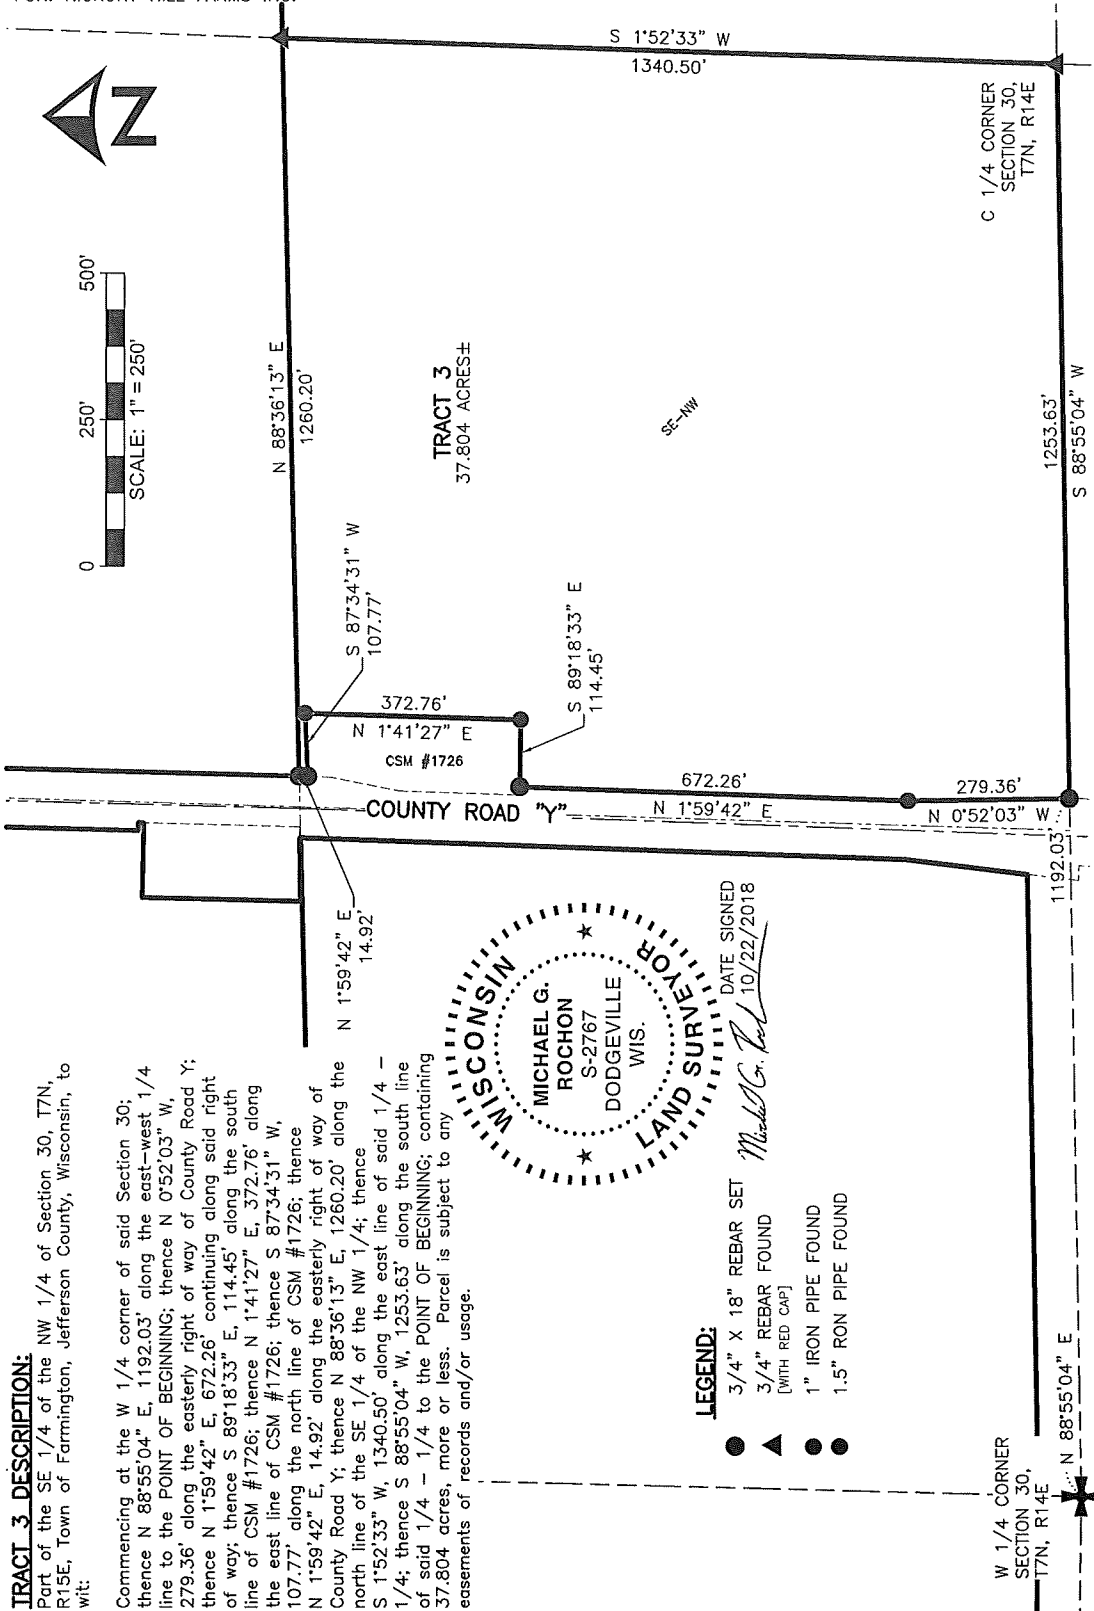 TRACT 3 DESCRIPTION:
Part of the SE 1/4 of the NW 1/4 of Section 30, T7N,
R15E, Town of Farmington, Jefferson County, Wisconsin, to
wit:
Commencing at the W 1/4 corner of said Section 30;
thence N 88°55'04" E, 1192.03' along the east-west 1/4
line to the POINT OF BEGINNING; thence N 0°52'03" W,
279.36' along the easterly right of way of County Road Y;
thence N 1°59'42" E, 672.26' continuing along said right
of way; thence S 89°18'33" E, 114.45' along the south
line of CSM #1726; thence N 1°41'27" E, 372.76' along
the east line of CSM #1726; thence S 87°34'31" W,
107.77' along the north line of CSM #1726; thence
N 1°59'42" E, 14.92' along the easterly right of way of
County Road Y; thence N 88°36'13" E, 1260.20' along the
north line of the SE 1/4 of the NW 1/4; thence
S 1°52'33" W, 1340.50' along the east line of said 1/4 -
1/4; thence S 88°55'04" W, 1253.63' along the south line
of said 1/4 - 1/4 to the POINT OF BEGINNING; containing
37.804 acres, more or less. Parcel is subject to any
easements of records and/or usage.
N
0
250'
500'
SCALE: 1" = 250'
N 88°36'13" E
1260.20'
S 1°52'33" W
1340.50'
S 87°34'31" W
107.77'
372.76'
N 1°41'27" E
CSM #1726
S 89°18'33" E
114.45'
N 1°59'42" E
14.92'
COUNTY ROAD "Y"
672.26'
N 1°59'42" E
279.36'
N 0°52'03" W
TRACT 3
37.804 ACRES±
SE-NW
C 1/4 CORNER
SECTION 30,
T7N, R14E
1253.63'
S 88°55'04" W
1192.03'
N 88°55'04" E
W 1/4 CORNER
SECTION 30,
T7N, R14E
WISCONSIN
MICHAEL G.
ROCHON
S-2767
DODGEVILLE
WIS.
LAND SURVEYOR
Michael G. Roch
DATE SIGNED
10/22/2018
LEGEND:
3/4" X 18" REBAR SET
3/4" REBAR FOUND
[WITH RED CAP]
1" IRON PIPE FOUND
1.5" RON PIPE FOUND